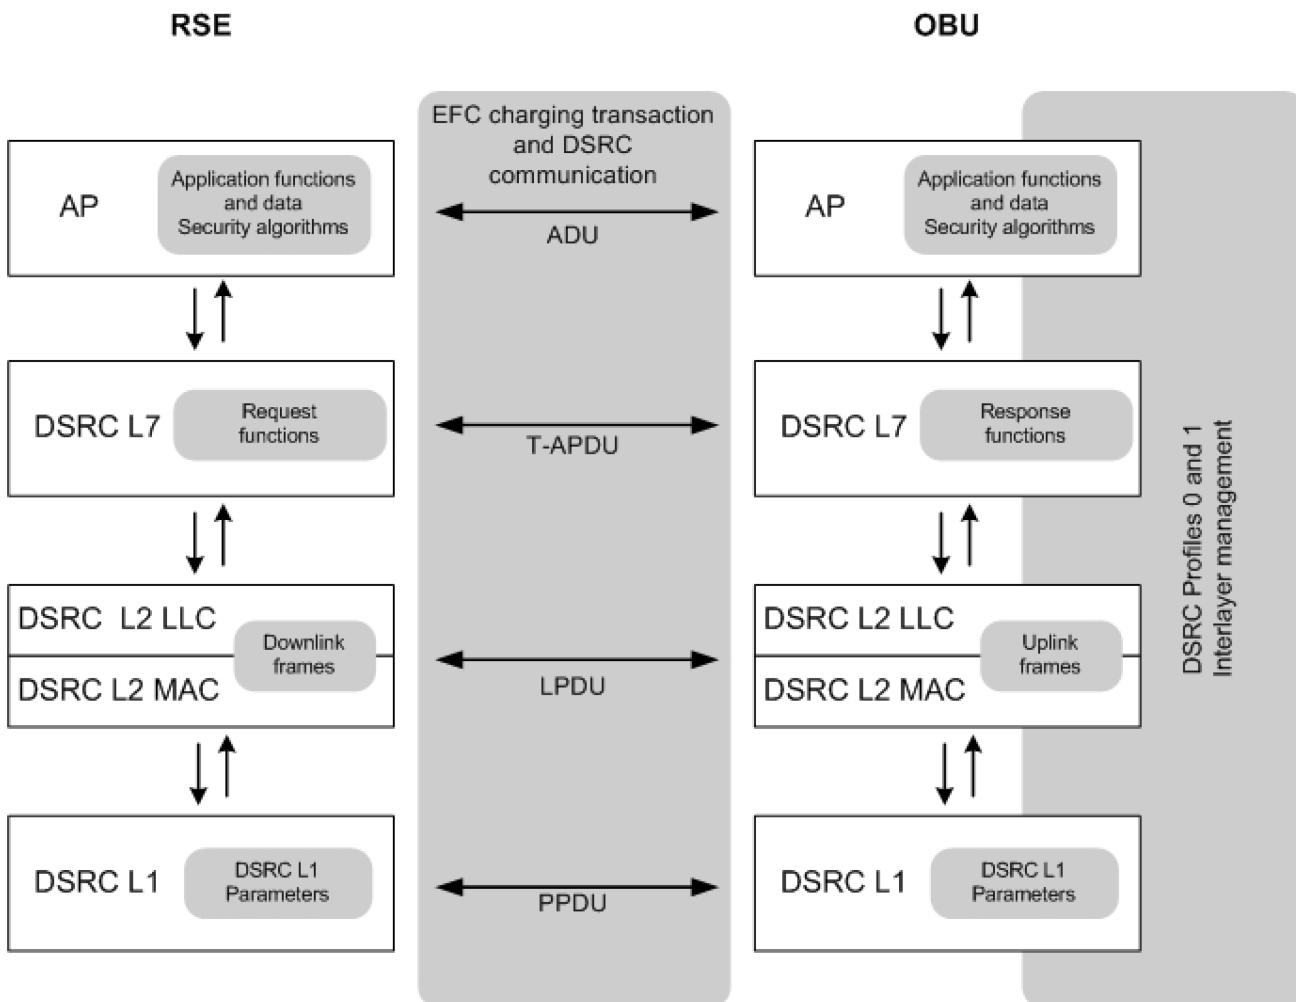 RSE
OBU
EFC charging transaction
and DSRC
communication
AP
Application functions
and data
Security algorithms
ADU
AP
Application functions
and data
Security algorithms
DSRC L7
Request
functions
T-APDU
DSRC L7
Response
functions
DSRC Profiles 0 and 1
Interlayer management
DSRC L2 LLC
Downlink
frames
DSRC L2 MAC
LPDU
DSRC L2 LLC
Uplink
frames
DSRC L2 MAC
DSRC L1
DSRC L1
Parameters
PPDU
DSRC L1
DSRC L1
Parameters